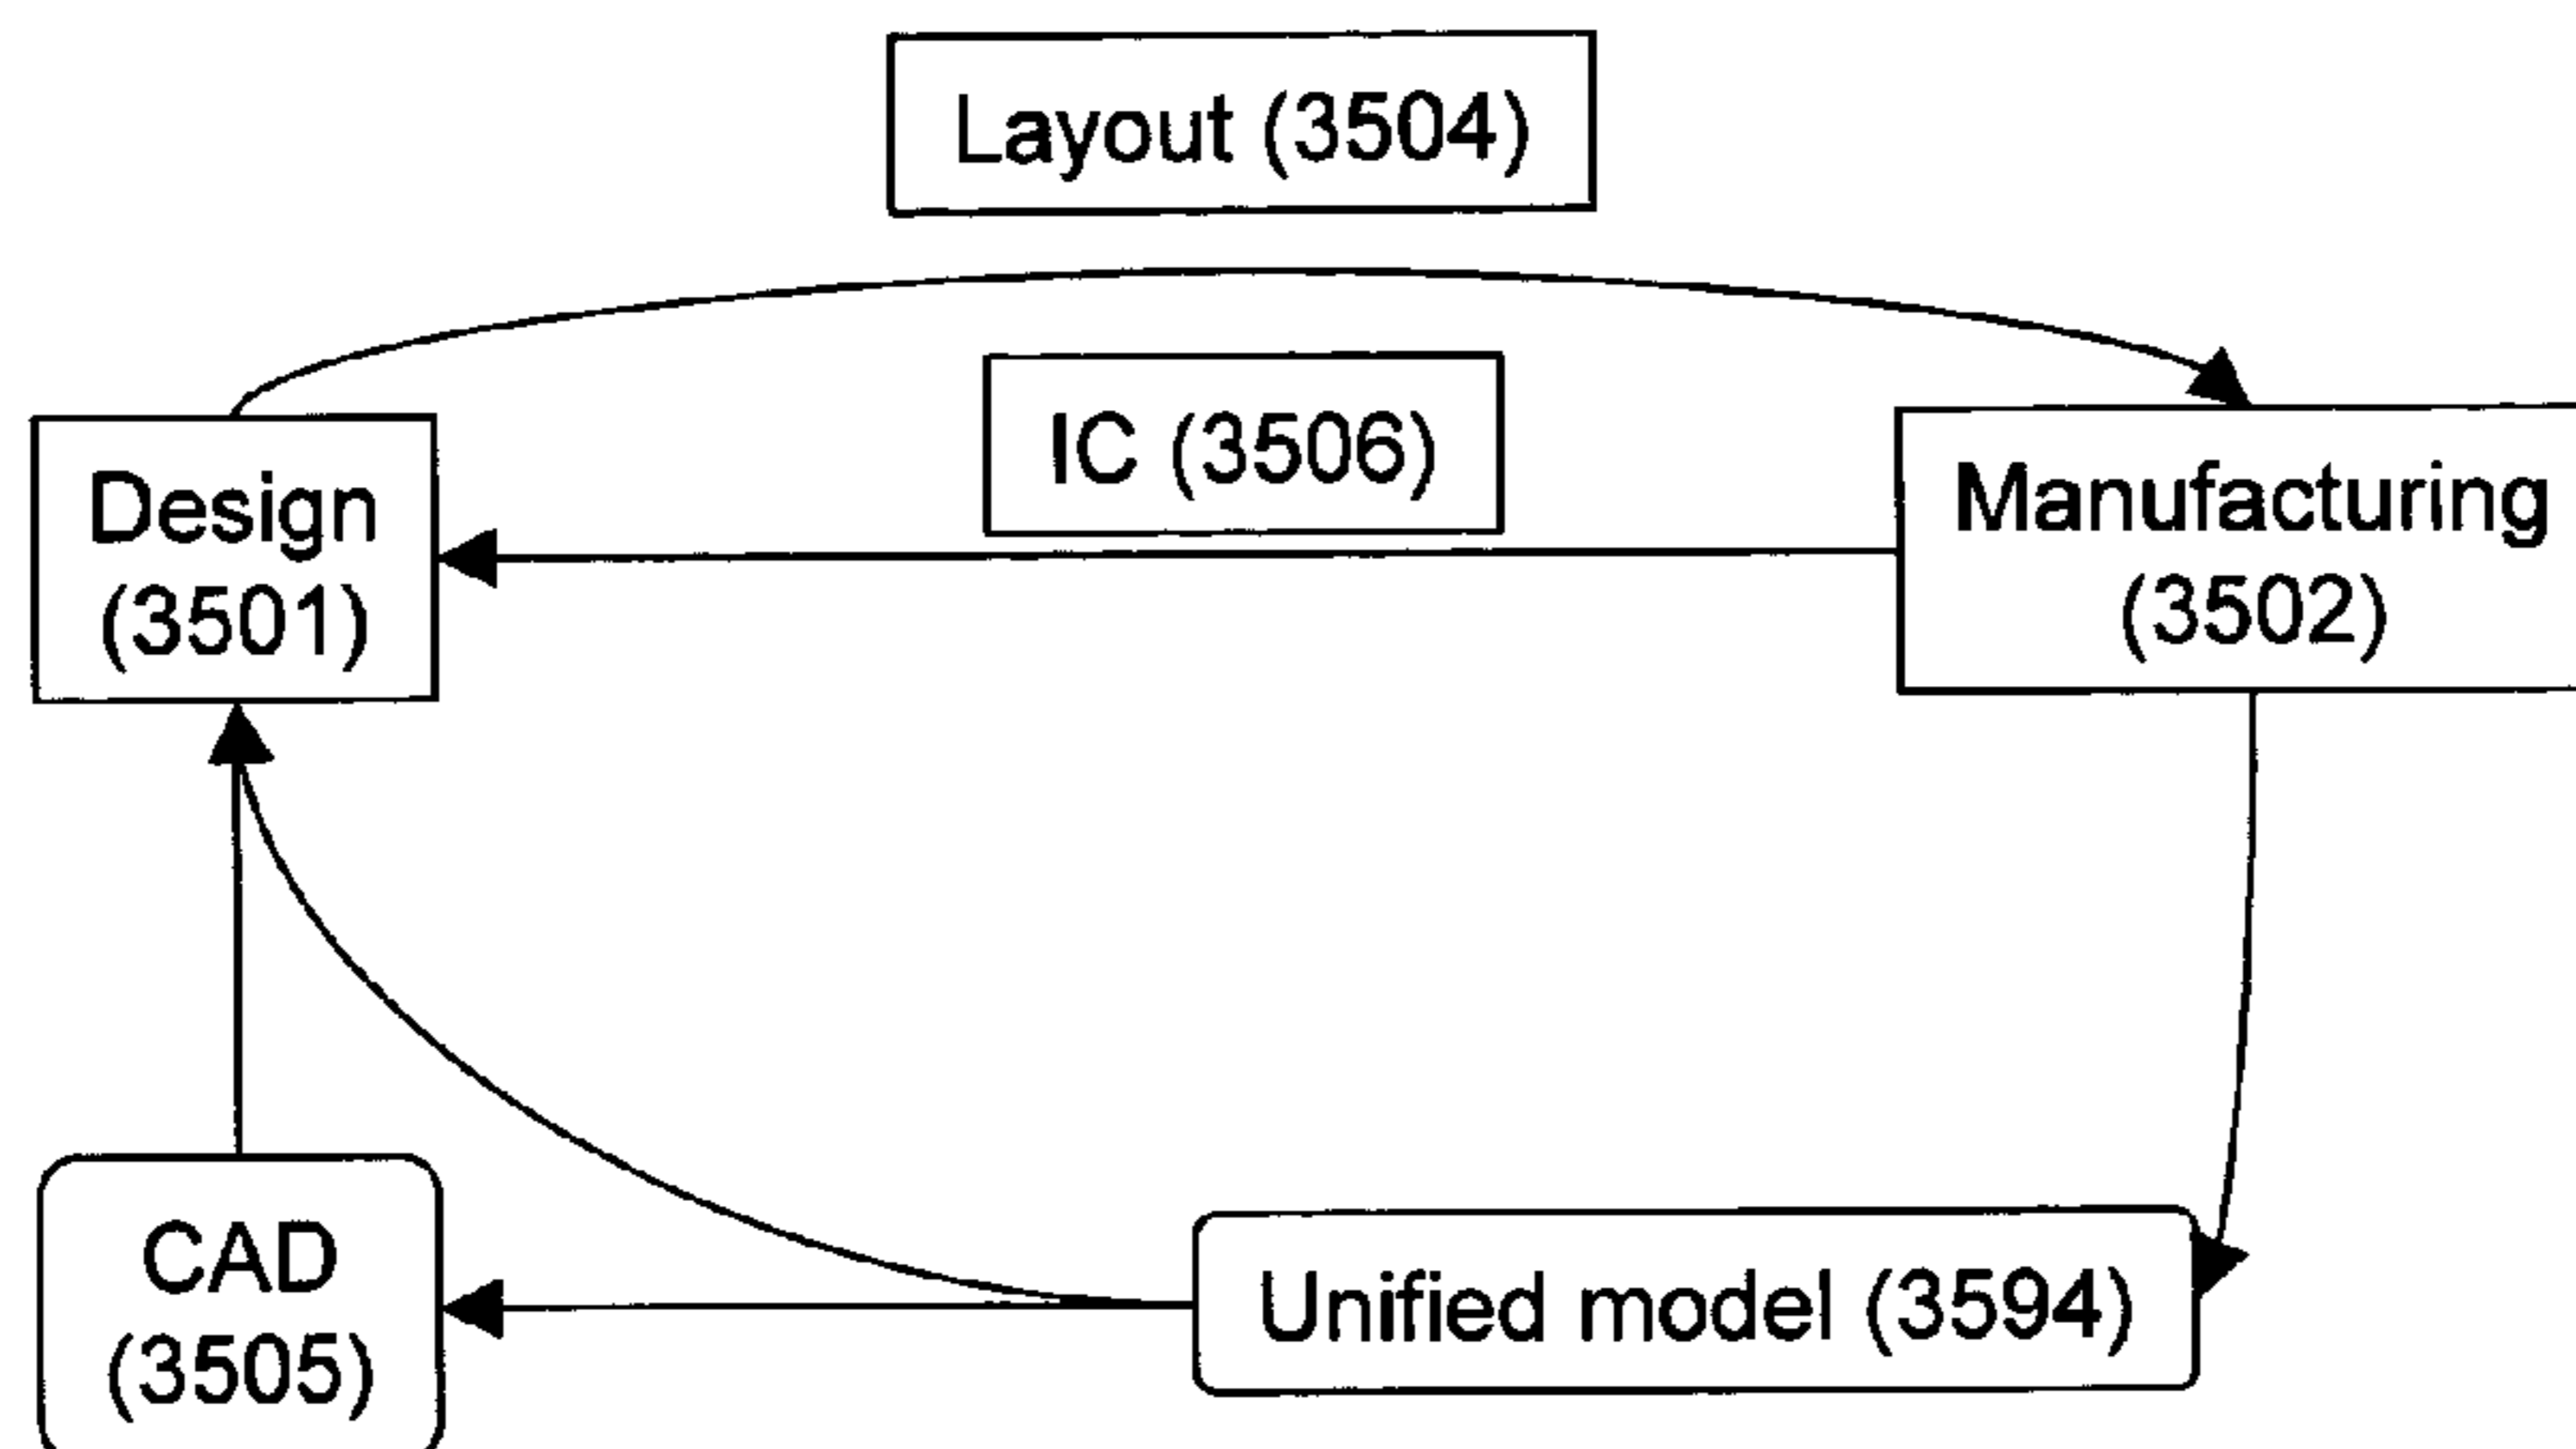 Layout (3504)
IC (3506)
Design
(3501)
Manufacturing
(3502)
CAD
(3505)
Unified model (3594)